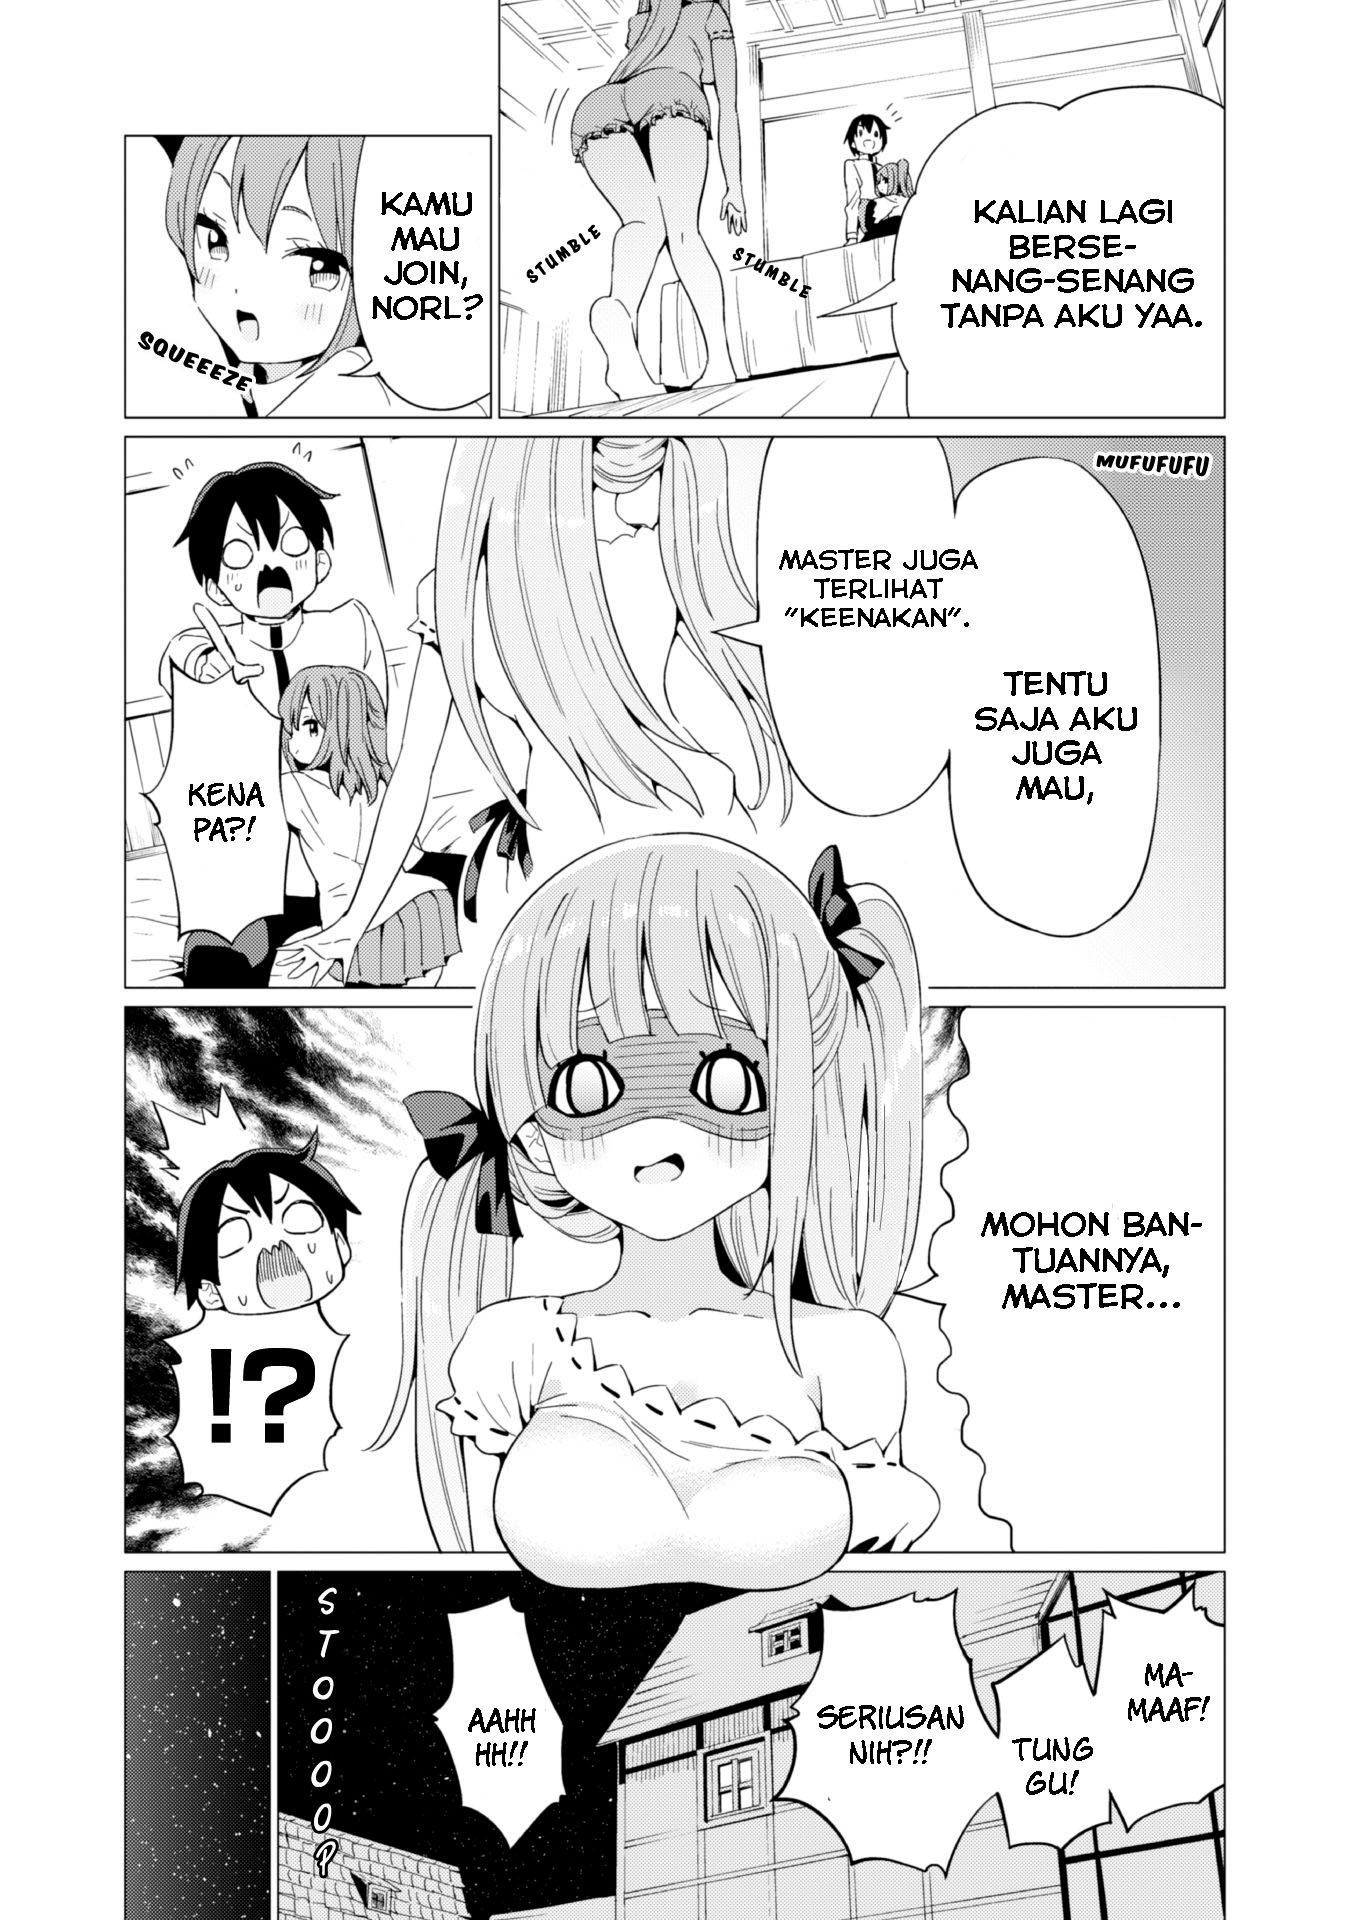 KALIAN LAGI
BERSE-
NANG-SENANG
TANPA AKU YAA.
STUMBLE
STUMBLE
KAMU
MAU
JOIN,
NORL?
SQUEEEZE
MUFUFUFU
TENTU
SAJA AKU
JUGA
MAU,
MASTER JUGA
TERLIHAT
"KEENAKAN".
KENA
PA?!
MOHON BAN-
TUANNYA,
MASTER...
!?
MA-
MAAF!
TUNG
GU!
SERIUSAN
NIH?!!
AAHH
HH!!
STOOOOP